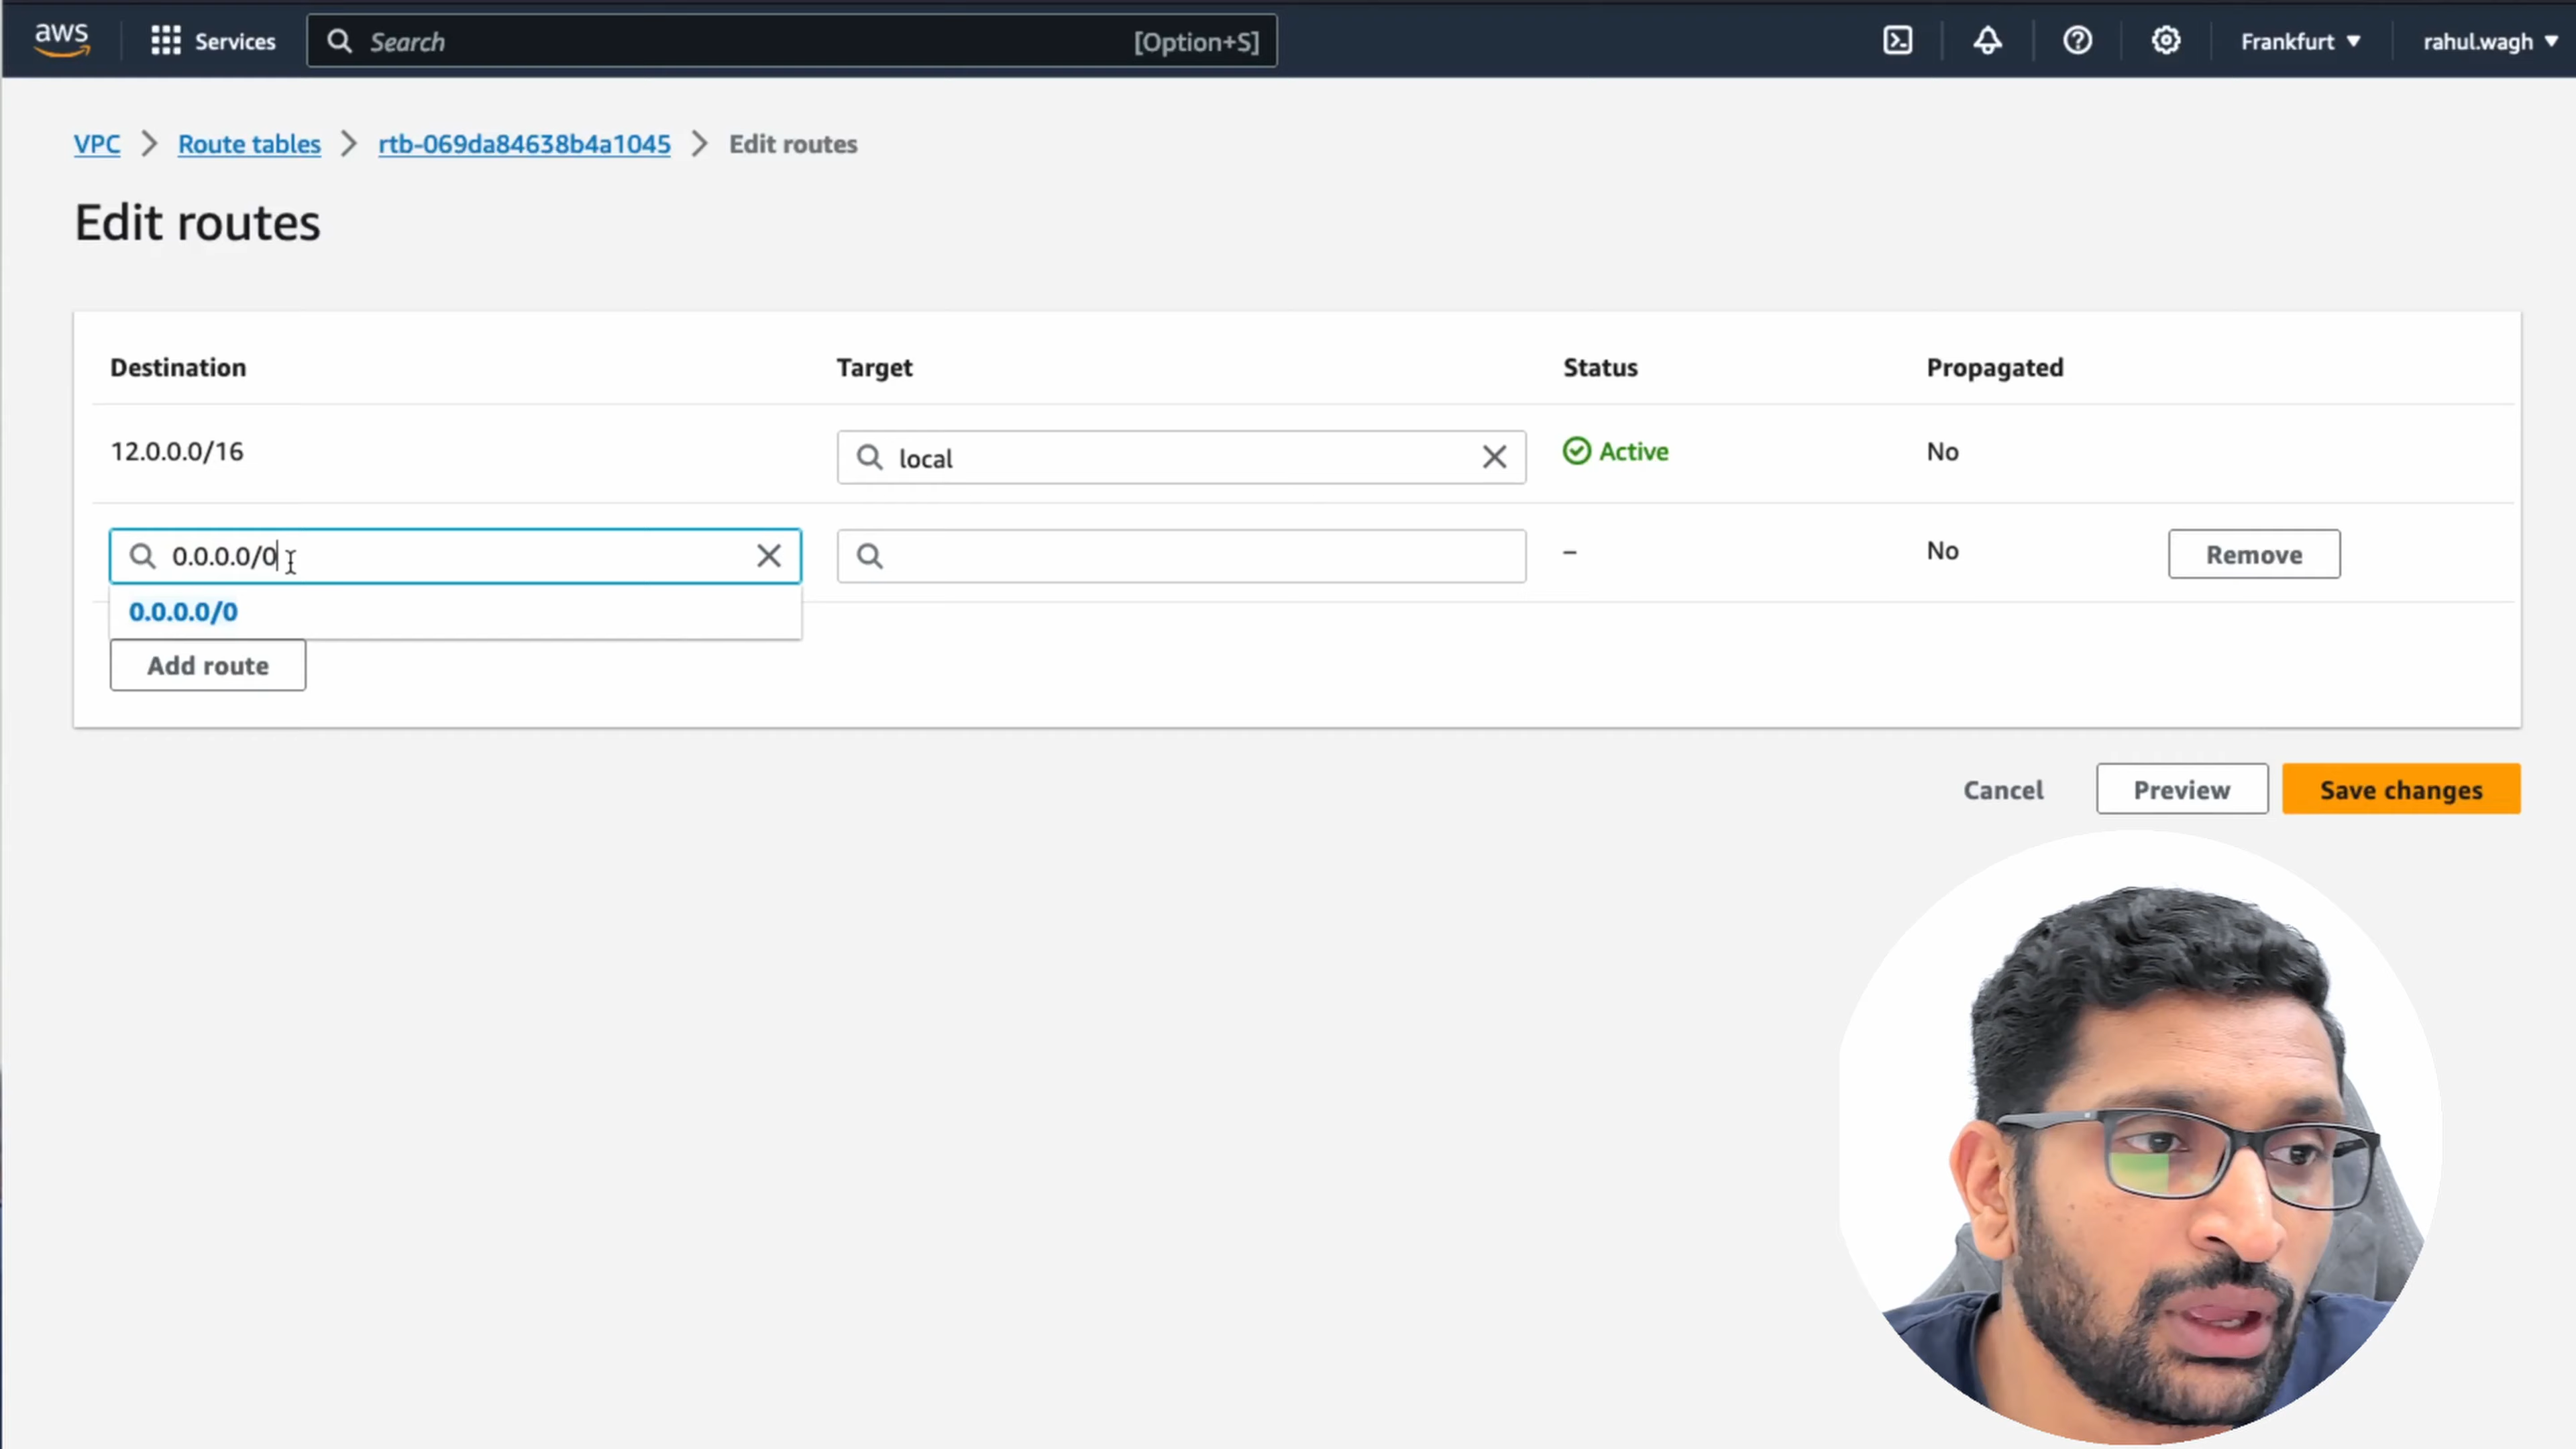 aws Services Search [Option+S] Frankfurt rahul.wagh
VPC Route tables rtb-069da84638b4a1045 Edit routes
Edit routes
Destination Target Status Propagated
12.0.0.0/16 local Active No
0.0.0.0/0 – No Remove
0.0.0.0/0
Add route
Cancel Preview Save changes